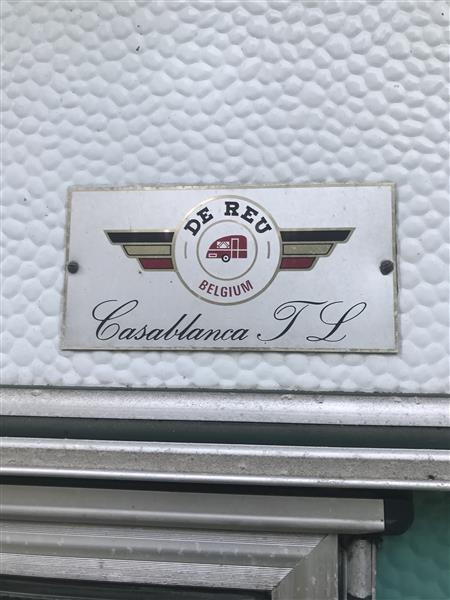 DE REU
BELGIUM
Casablanca TL